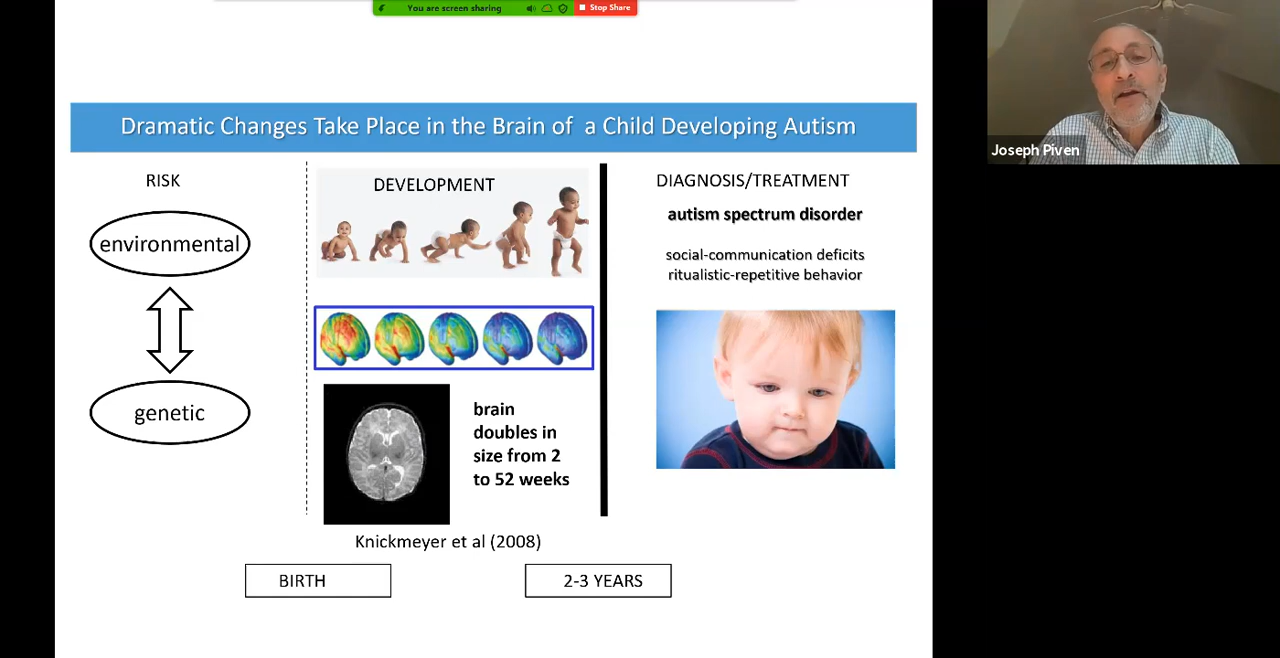 You are screen sharing
Stop Share
Dramatic Changes Take Place in the Brain of a Child Developing Autism
RISK
environmental
genetic
DEVELOPMENT
brain
doubles in
size from 2
to 52 weeks
Knickmeyer et al (2008)
DIAGNOSIS/TREATMENT
autism spectrum disorder
social-communication deficits
ritualistic-repetitive behavior
BIRTH
2-3 YEARS
Joseph Piven